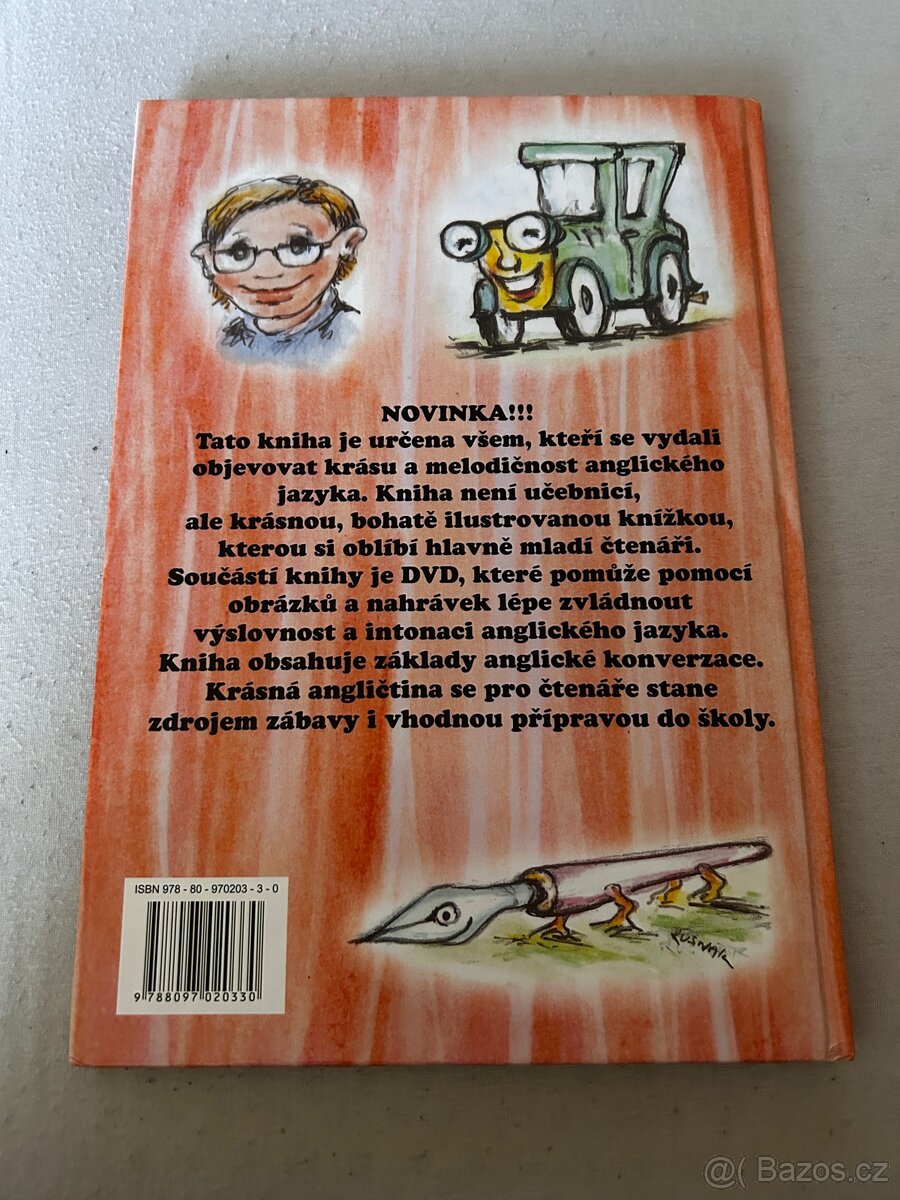 NOVINKA!!!
Tato kniha je určena všem, kteří se vydali
objevovat krásu a melodičnost anglického
jazyka. Kniha není učebnicí,
ale krásnou, bohatě ilustrovanou knížkou,
kterou si oblíbí hlavně mladí čtenáři.
Součástí knihy je DVD, které pomůže pomocí
obrázků a nahrávek lépe zvládnout
výslovnost a intonaci anglického jazyka.
Kniha obsahuje základy anglické konverzace.
Krásná angličtina se pro čtenáře stane
zdrojem zábavy i vhodnou přípravou do školy.
ISBN 978 - 80 - 970203 - 3 - 0
9 788097 020330
RUSNAK
@( Bazos.cz